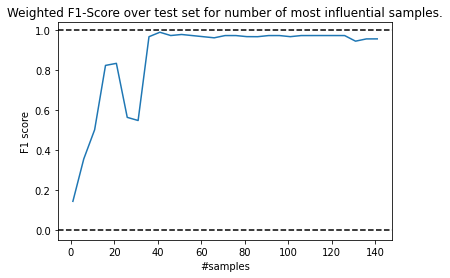 Weighted F1-Score over test set for number of most influential samples.
1.0
0.8
0.6
0.4
0.2
0.0
F1 score
0 20 40 60 80 100 120 140
#samples